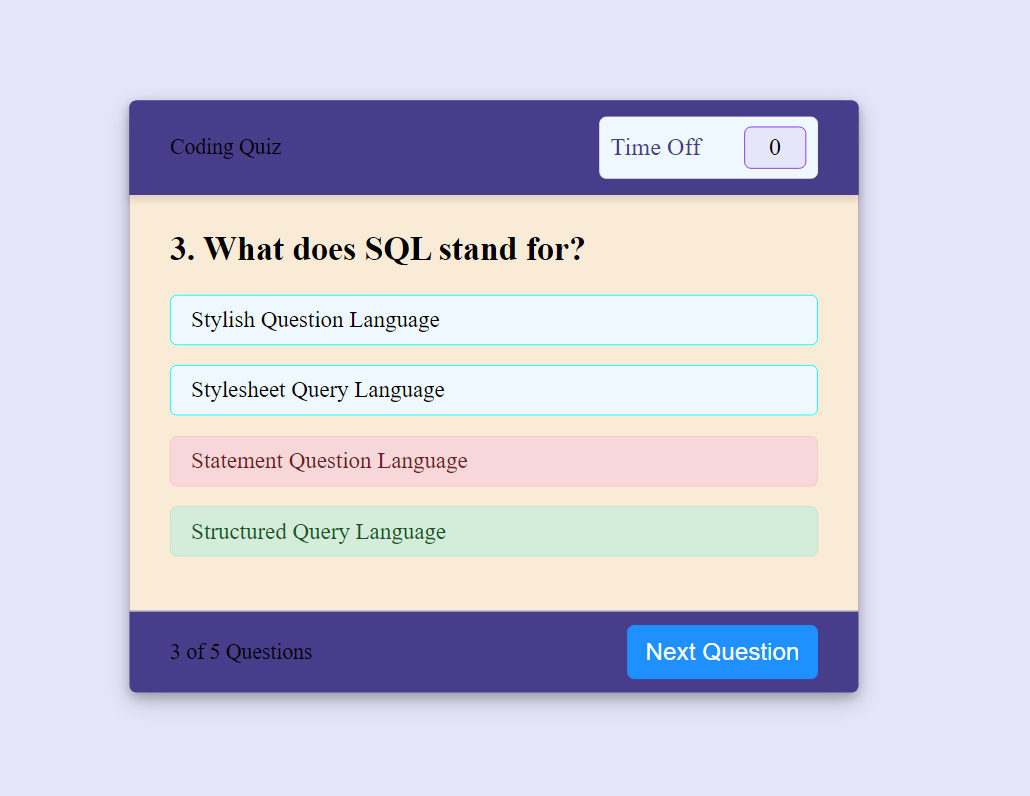 Coding Quiz
Time Off 0
3. What does SQL stand for?
Stylish Question Language
Stylesheet Query Language
Statement Question Language
Structured Query Language
3 of 5 Questions
Next Question